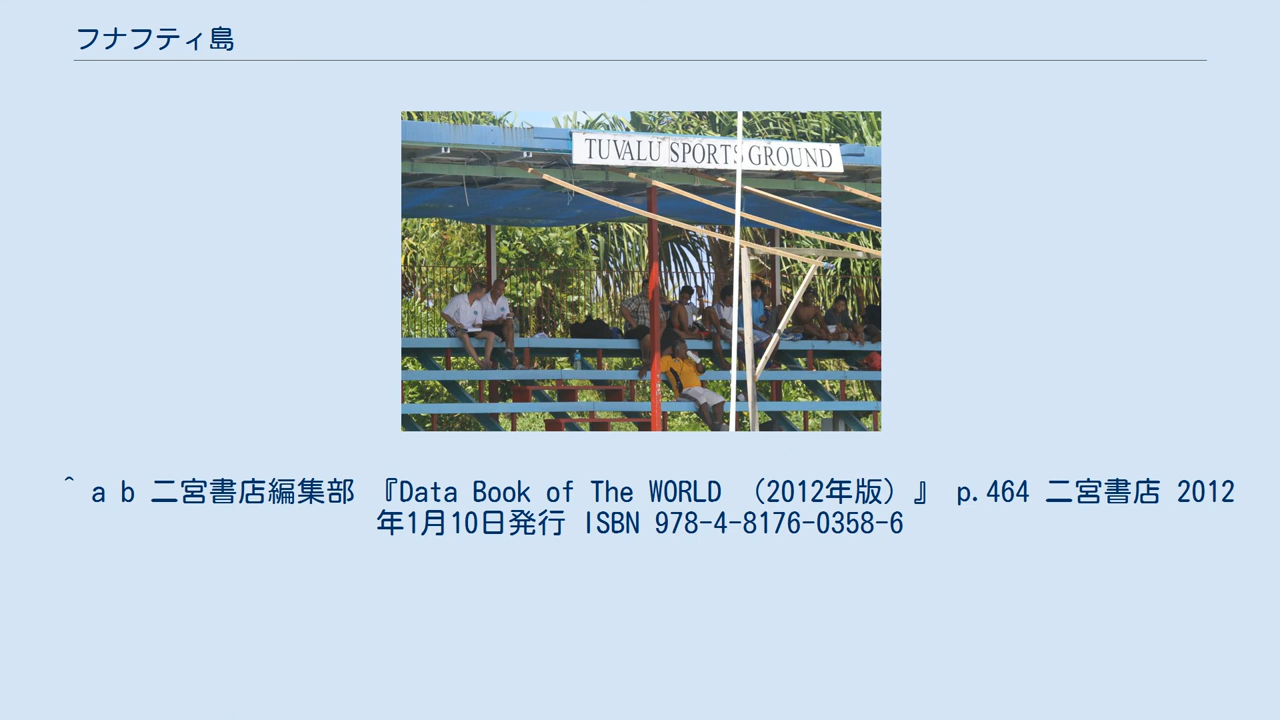 フナフティ島
TUVALU SPORTS GROUND
^ a b 二宮書店編集部 『Data Book of The WORLD （2012年版）』 p.464 二宮書店 2012
年1月10日発行 ISBN 978-4-8176-0358-6